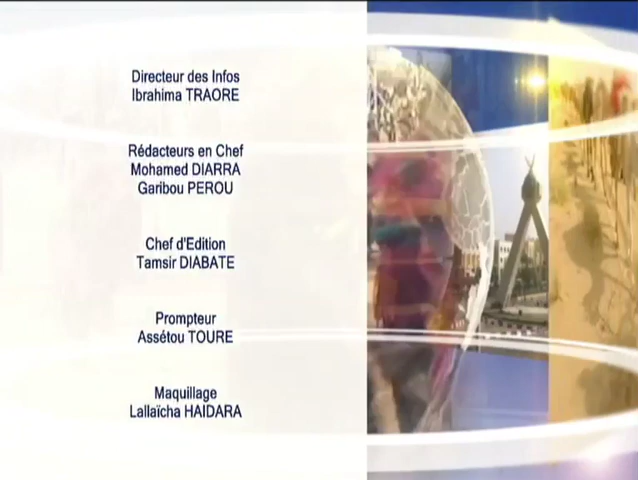 Directeur des Infos
Ibrahima TRAORE
Rédacteurs en Chef
Mohamed DIARRA
Garibou PEROU
Chef d'Edition
Tamsir DIABATE
Prompteur
Assétou TOURE
Maquillage
Lallaïcha HAIDARA